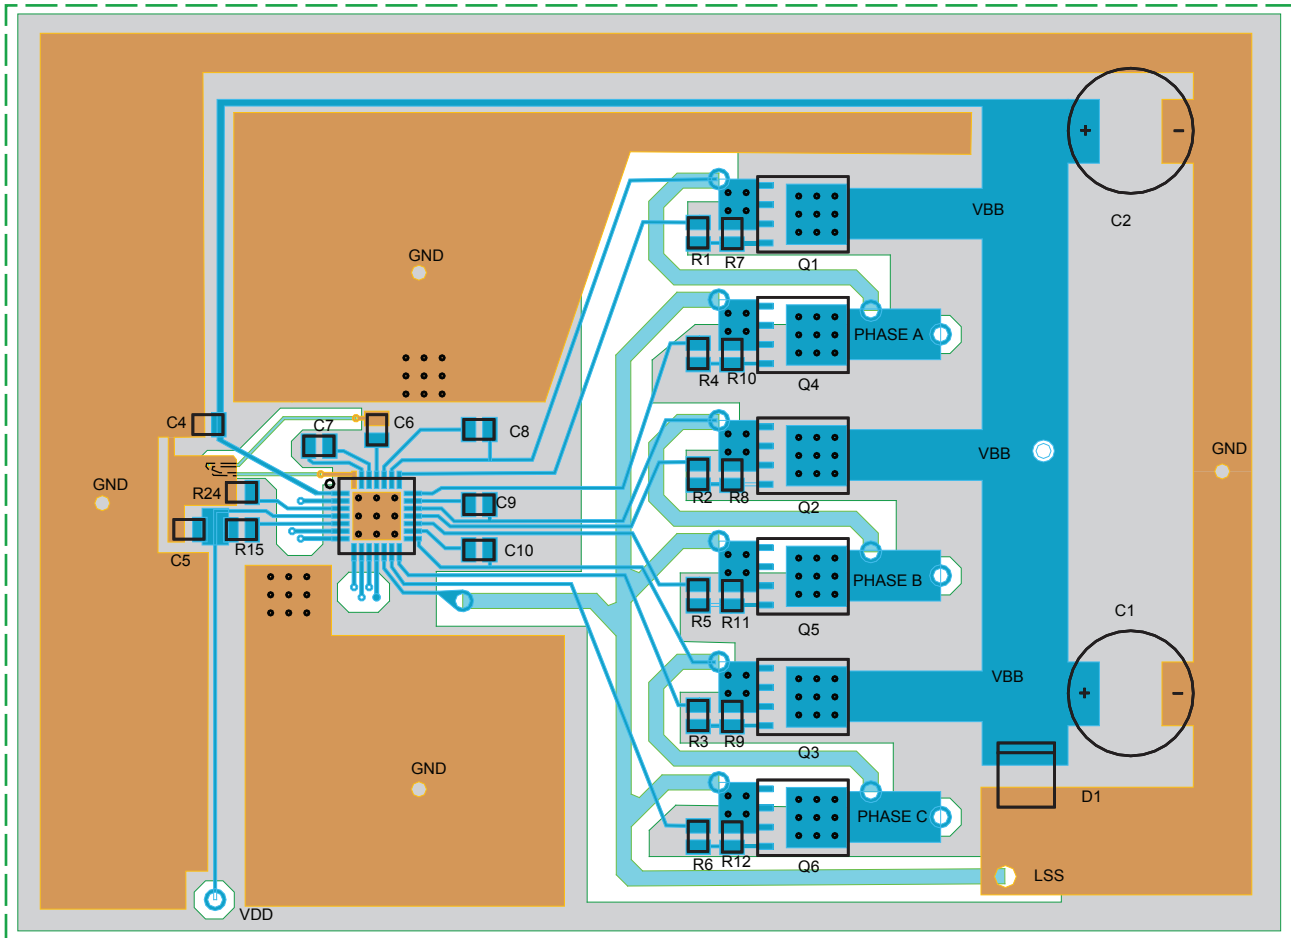 +
-
C2
VBB
R1
R7
Q1
GND
PHASE A
R4
R10
Q4
C4
C7
C6
C8
VBB
GND
GND
R24
R2
R8
Q2
C9
C5
R15
C10
PHASE B
R5
R11
Q5
C1
VBB
+
-
R3
R9
Q3
GND
D1
PHASE C
R6
R12
Q6
LSS
VDD